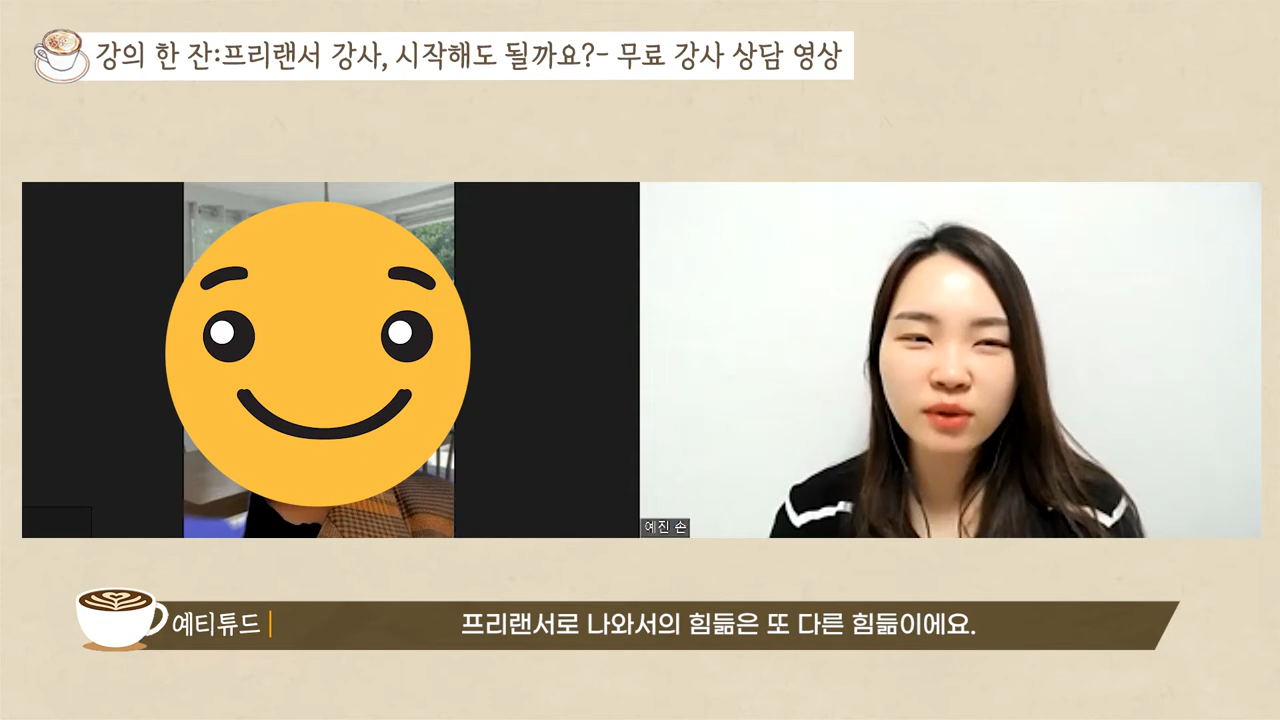 강의 한 잔:프리랜서 강사, 시작해도 될까요?- 무료 강사 상담 영상
예진 손
예티튜드
프리랜서로 나와서의 힘듦은 또 다른 힘듦이에요.